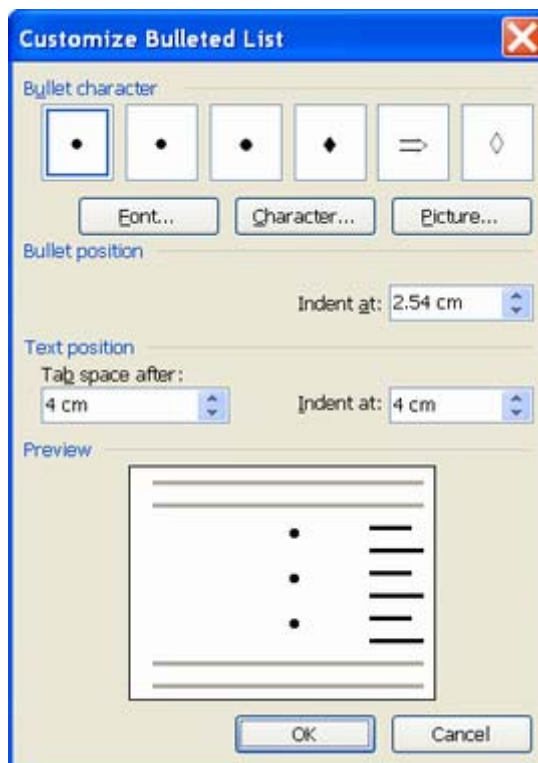 Customize Bulleted List
Bullet character
Font... Character... Picture...
Bullet position
Indent at: 2.54 cm
Text position
Tab space after:
4 cm Indent at: 4 cm
Preview
OK Cancel